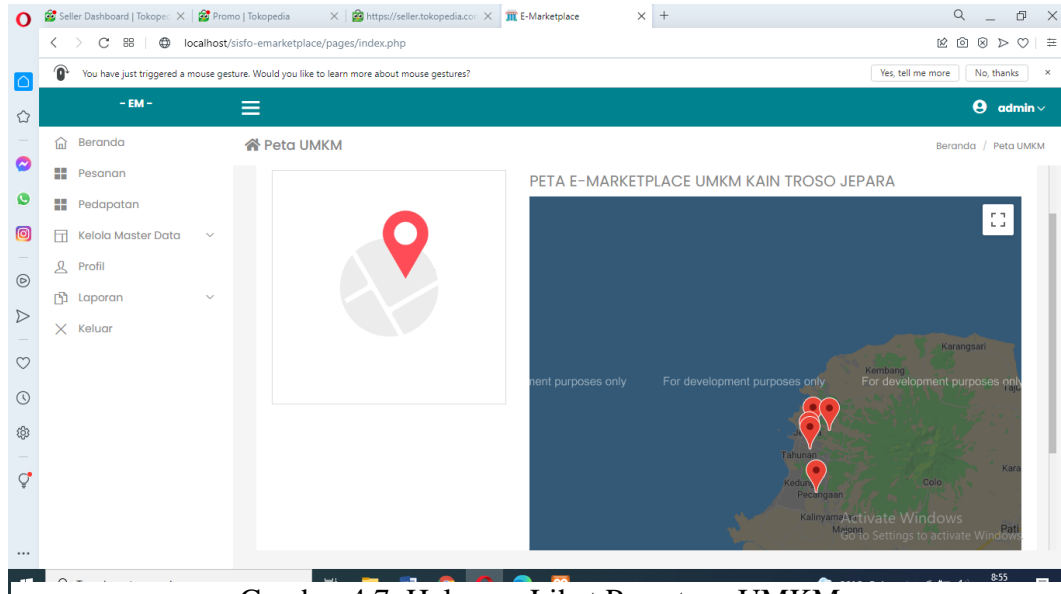 Seller Dashboard | Tokopec
Promo | Tokopedia
https://seller.tokopedia.con
E-Marketplace
localhost/sisfo-emarketplace/pages/index.php
You have just triggered a mouse gesture. Would you like to learn more about mouse gestures?
Yes, tell me more
No, thanks
- EM -
admin
Beranda
Pesanan
Pedapatan
Kelola Master Data
Profil
Laporan
Keluar
Peta UMKM
Beranda / Peta UMKM
PETA E-MARKETPLACE UMKM KAIN TROSO JEPARA
Karangsari
Kembang
ment purposes only
For development purposes only
For development purposes only
Tahunan
Kedung
Pecangaan
Colo
Kara
Kalinyamatan
Mayong
Pati
Activate Windows
Go to Settings to activate Windows.
8:55